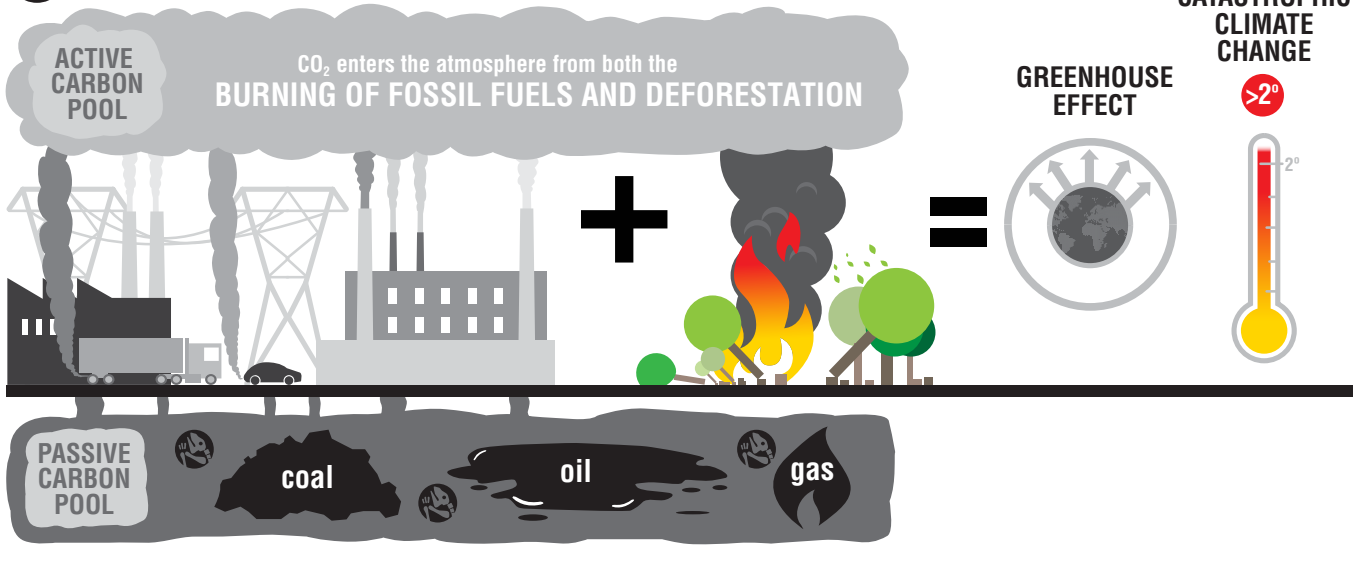 ACTIVE
CARBON
POOL
CO₂ enters the atmosphere from both the
BURNING OF FOSSIL FUELS AND DEFORESTATION
GREENHOUSE
EFFECT
CATASTROPHIC
CLIMATE
CHANGE
>2º
2º
PASSIVE
CARBON
POOL
coal
oil
gas